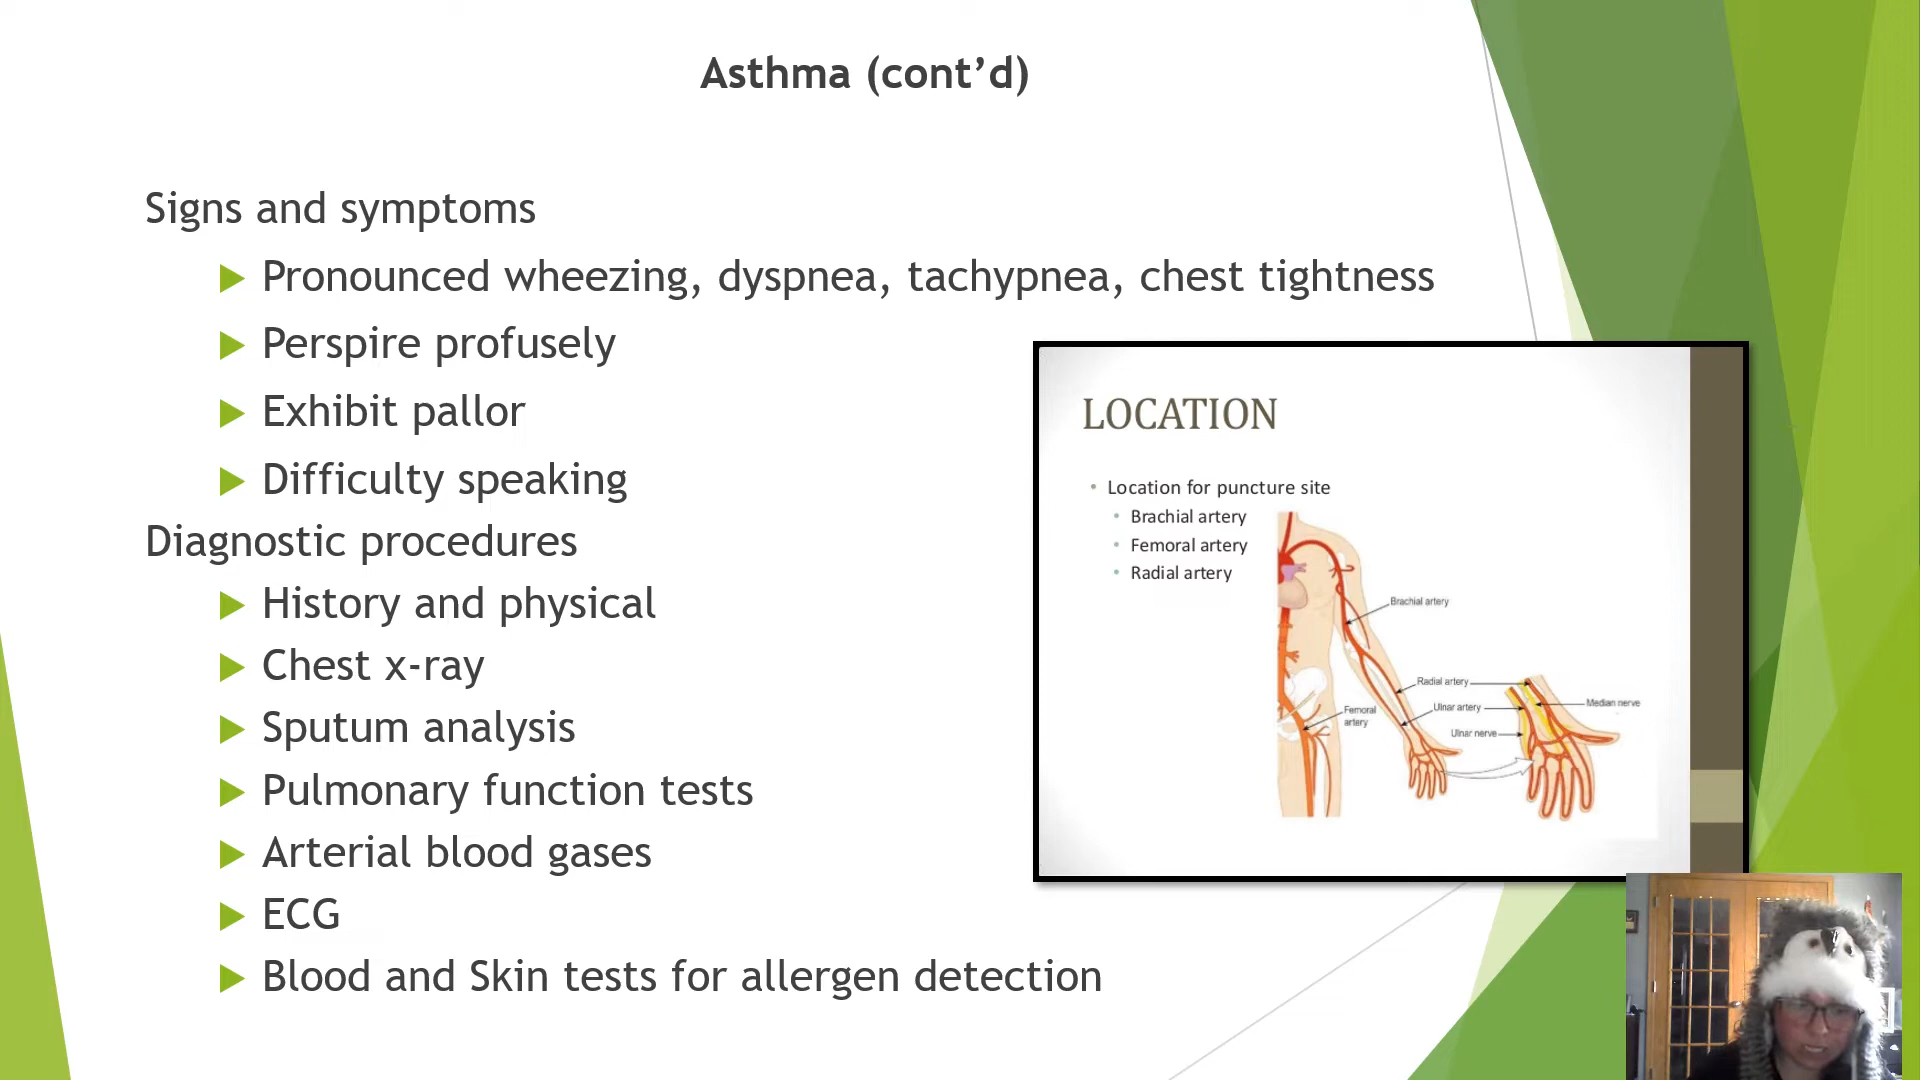 Asthma (cont’d)
Signs and symptoms
Pronounced wheezing, dyspnea, tachypnea, chest tightness
Perspire profusely
Exhibit pallor
Difficulty speaking
Diagnostic procedures
History and physical
Chest x-ray
Sputum analysis
Pulmonary function tests
Arterial blood gases
ECG
Blood and Skin tests for allergen detection
LOCATION
Location for puncture site
Brachial artery
Femoral artery
Radial artery
Brachial artery
Radial artery
Ulnar artery
Median nerve
Femoral
artery
Ulnar nerve